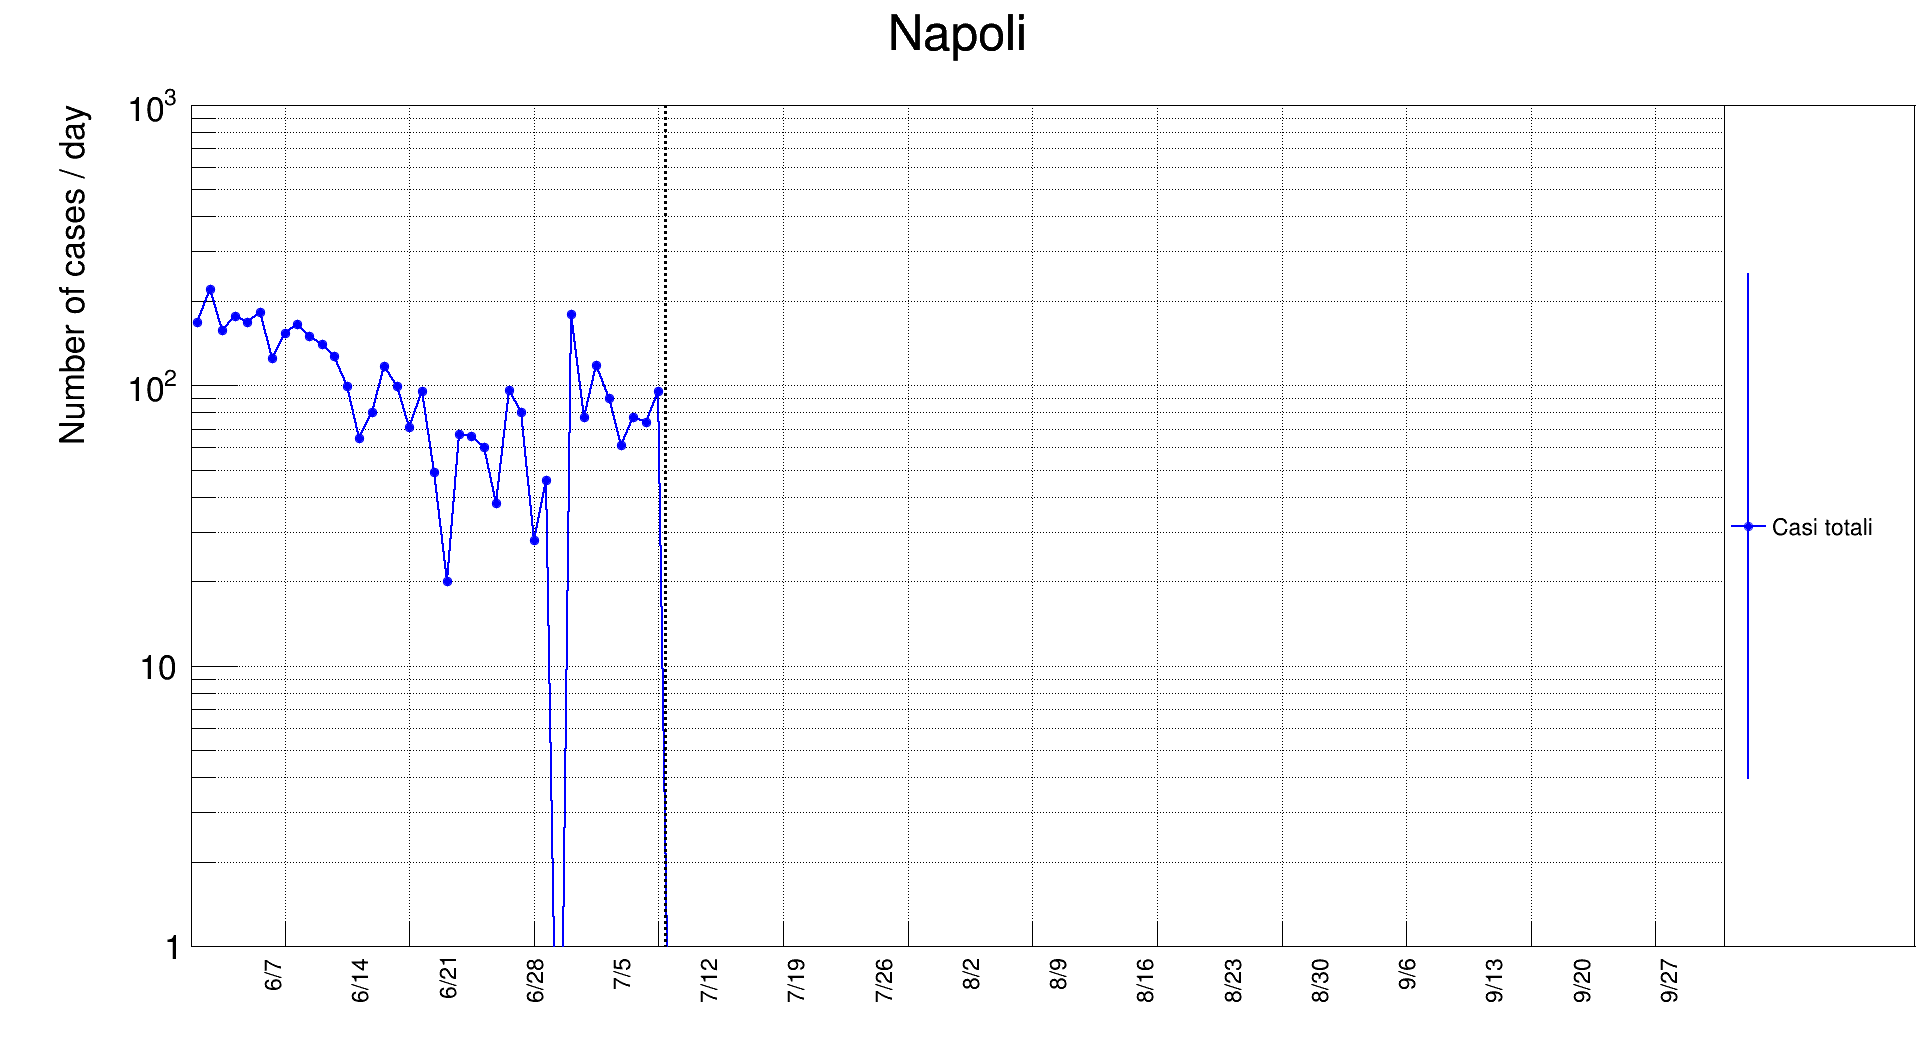 Napoli
Number of cases / day
10³
10²
10
1
6/7 6/14 6/21 6/28 7/5 7/12 7/19 7/26 8/2 8/9 8/16 8/23 8/30 9/6 9/13 9/20 9/27
Casi totali